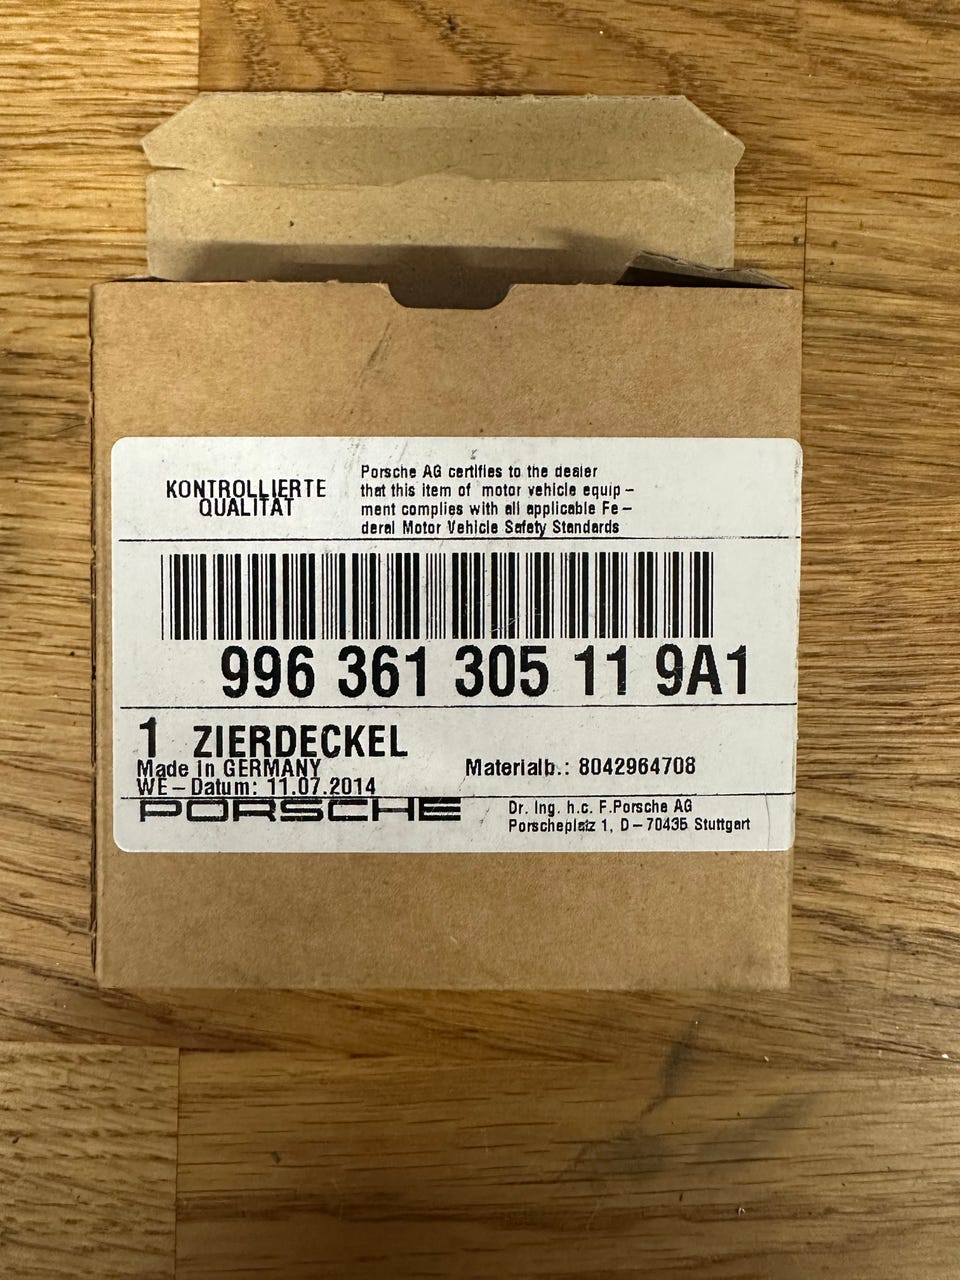 KONTROLLIERTE
QUALITÄT
Porsche AG certifies to the dealer
that this item of motor vehicle equip-
ment complies with all applicable Fe-
deral Motor Vehicle Safety Standards
996 361 305 11 9A1
1 ZIERDECKEL
Made in GERMANY
Materialb.: 8042964708
WE-Datum: 11.07.2014
PORSCHE
Dr. Ing. h.c. F.Porsche AG
Porscheplatz 1, D-70435 Stuttgart